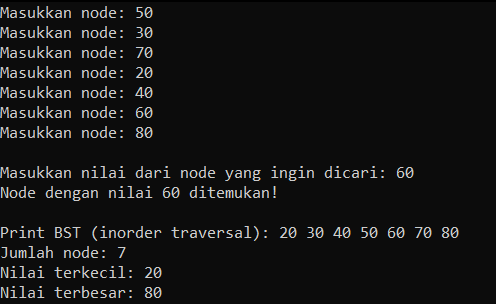 Masukkan node: 50
Masukkan node: 30
Masukkan node: 70
Masukkan node: 20
Masukkan node: 40
Masukkan node: 60
Masukkan node: 80
Masukkan nilai dari node yang ingin dicari: 60
Node dengan nilai 60 ditemukan!
Print BST (inorder traversal): 20 30 40 50 60 70 80
Jumlah node: 7
Nilai terkecil: 20
Nilai terbesar: 80